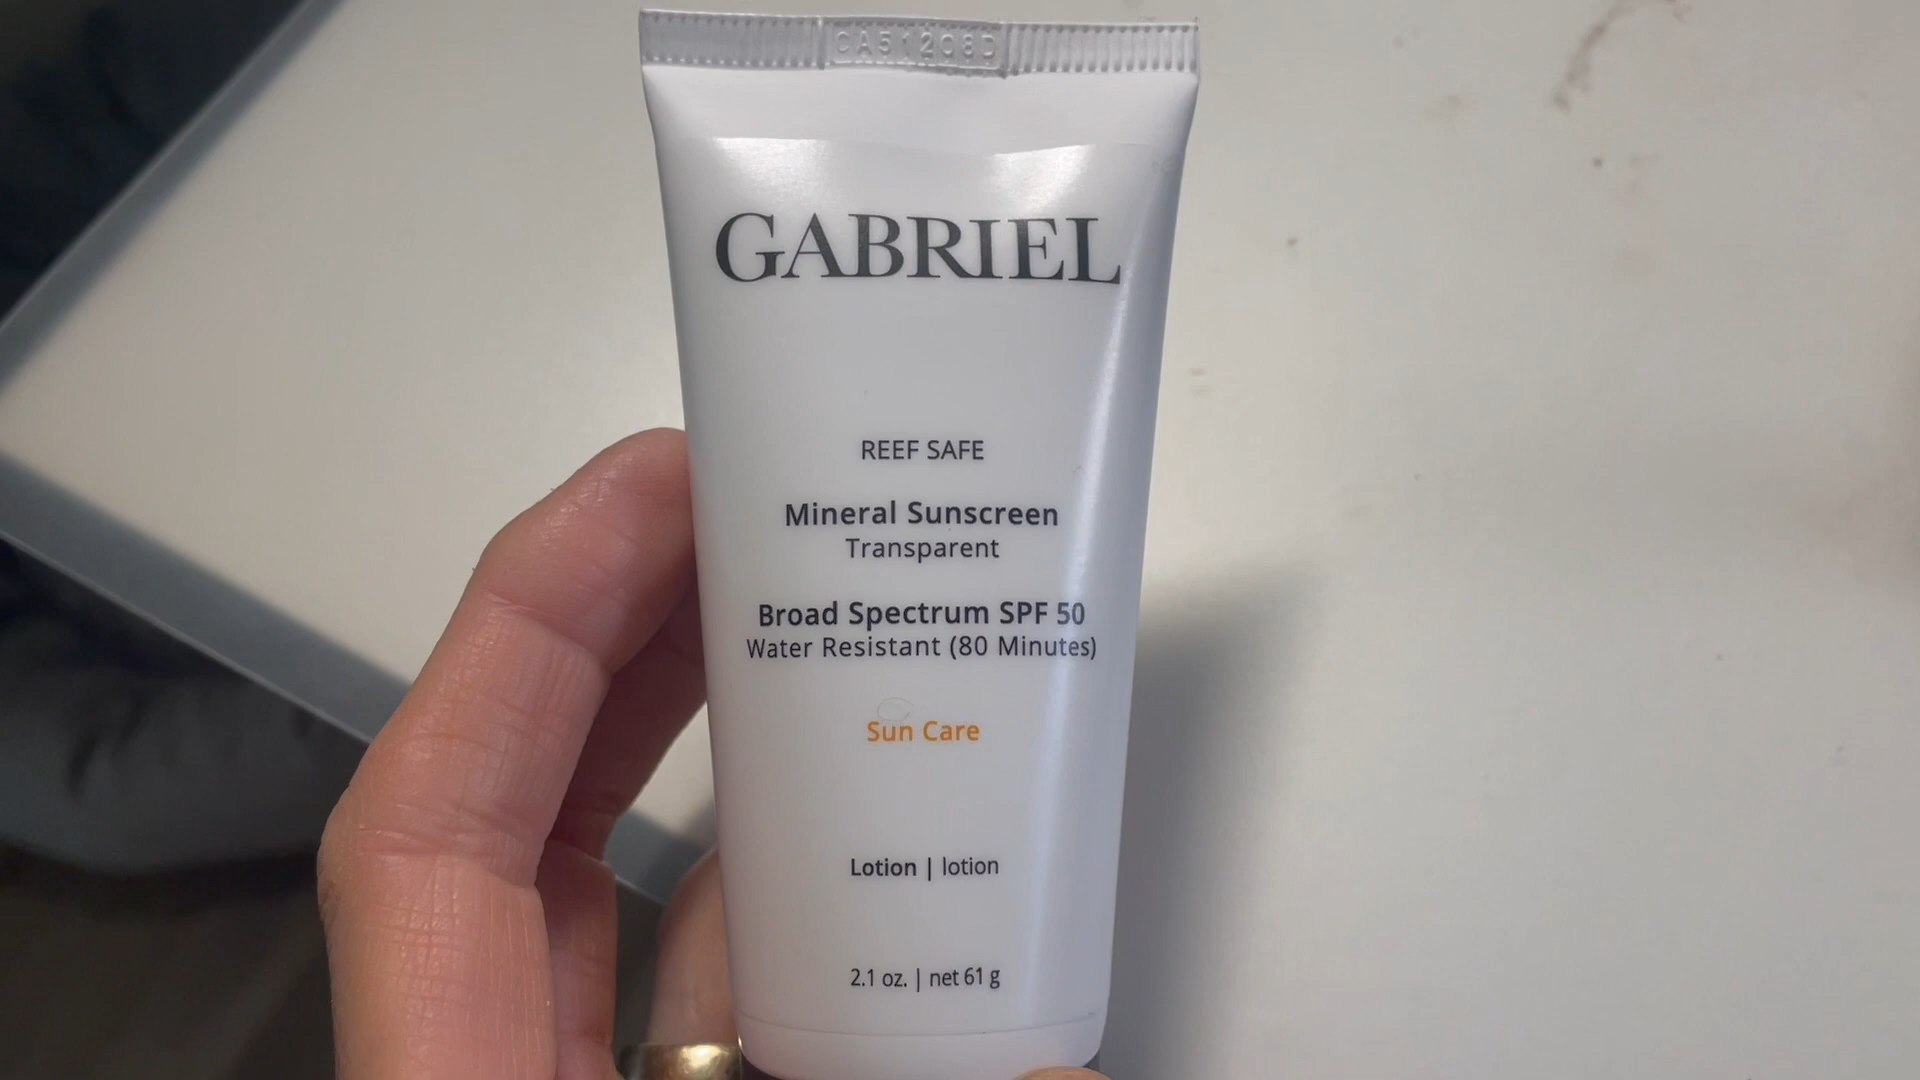 CA51208D
GABRIEL
REEF SAFE
Mineral Sunscreen
Transparent
Broad Spectrum SPF 50
Water Resistant (80 Minutes)
Sun Care
Lotion | lotion
2.1 oz. | net 61 g